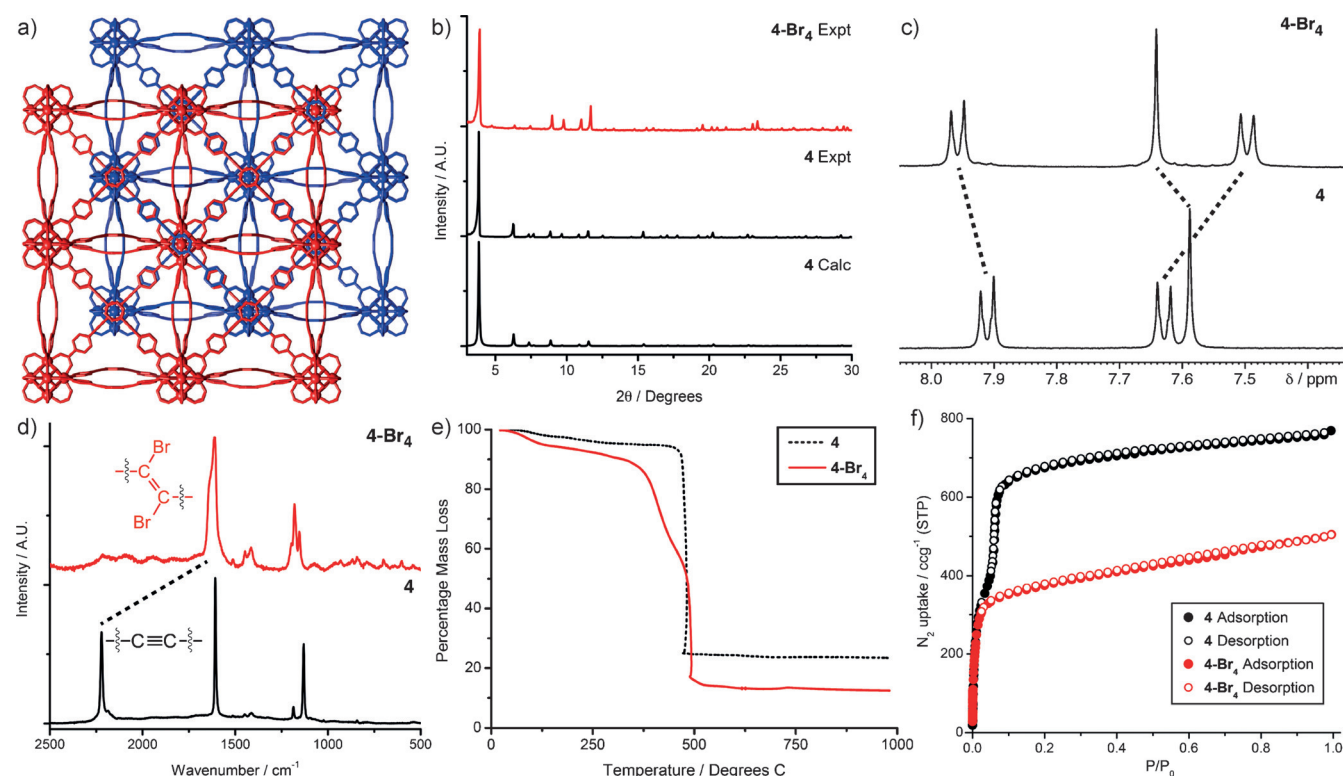 a)
b)
4-Br₄ Expt
4 Expt
4 Calc
Intensity / A.U.
5 10 15 20 25 30
2θ / Degrees
c)
4-Br₄
4
8.0 7.9 7.8 7.7 7.6 7.5 δ / ppm
d)
4-Br₄
Br
C
C
Br
4
C≡C
Intensity / A.U.
2500 2000 1500 1000 500
Wavenumber / cm⁻¹
e)
4
4-Br₄
Percentage Mass Loss
100
80
60
40
20
0
0 250 500 750 1000
Temperature / Degrees C
f)
N₂ uptake / ccg⁻¹ (STP)
800
600
400
200
0
4 Adsorption
4 Desorption
4-Br₄ Adsorption
4-Br₄ Desorption
0.0 0.2 0.4 0.6 0.8 1.0
P/P₀